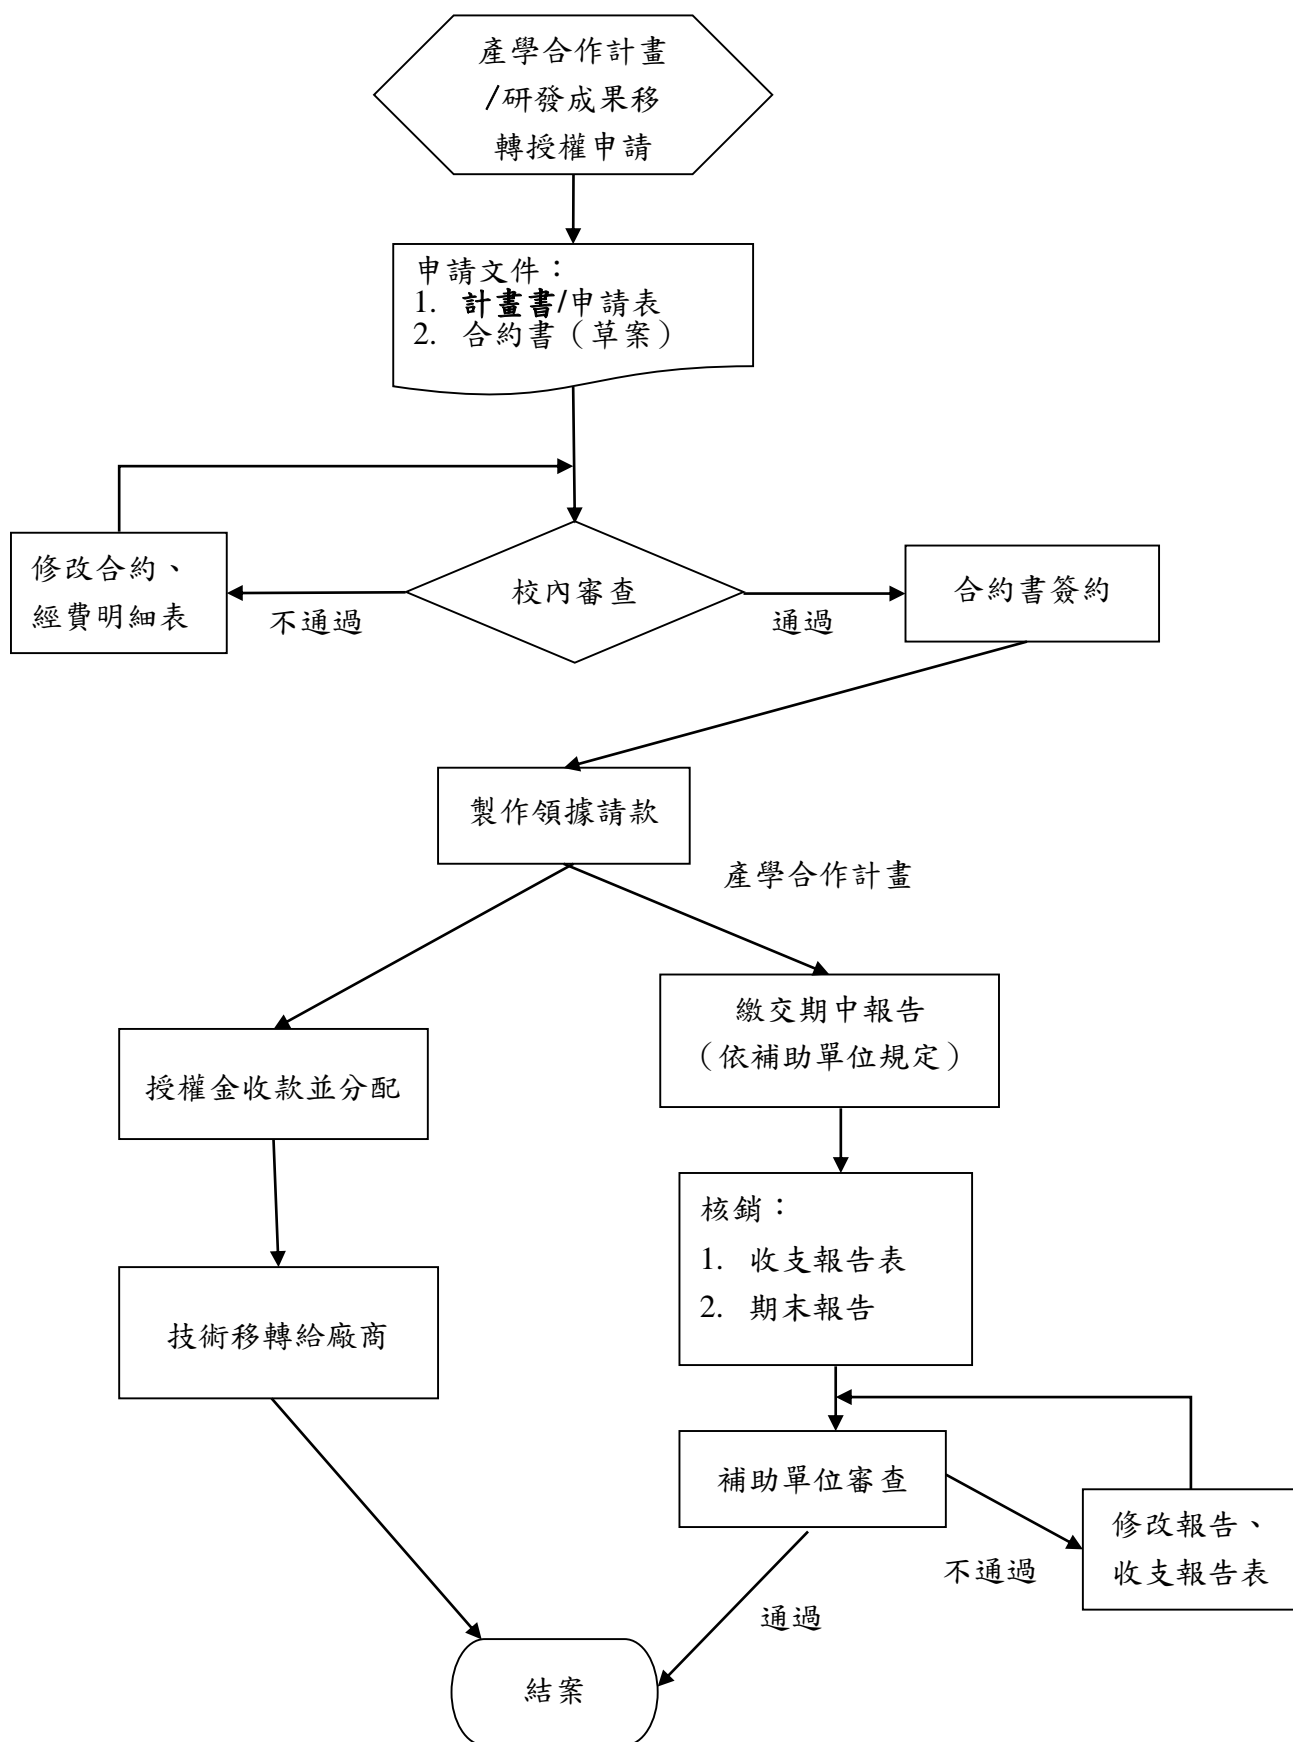 產學合作計畫
/研發成果移
轉授權申請
申請文件：
1. 計畫書/申請表
2. 合約書（草案）
修改合約、
經費明細表
不通過
校內審查
通過
合約書簽約
製作領據請款
產學合作計畫
繳交期中報告
（依補助單位規定）
授權金收款並分配
核銷：
1. 收支報告表
2. 期末報告
技術移轉給廠商
補助單位審查
不通過
修改報告、
收支報告表
通過
結案